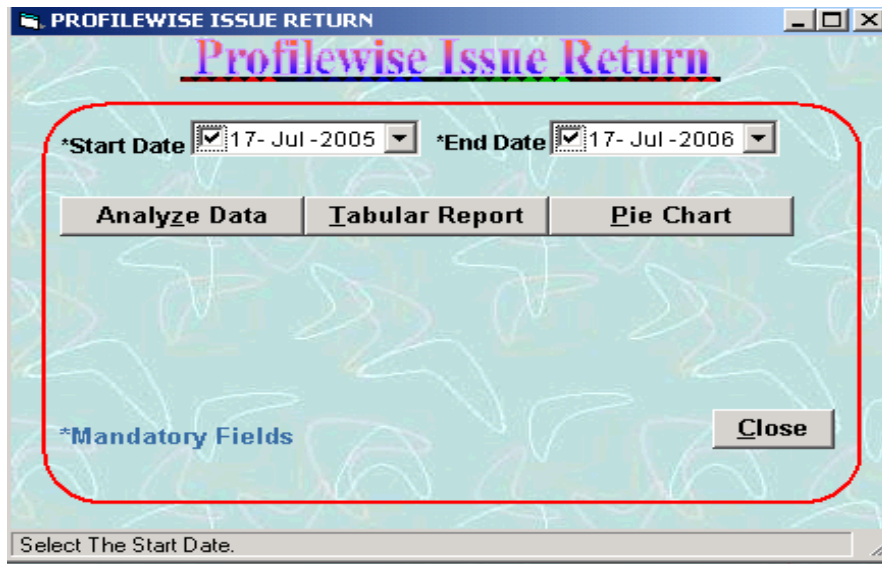 PROFILEWISE ISSUE RETURN
Profilewise Issue Return
*Start Date 17- Jul -2005 *End Date 17- Jul -2006
Analyze Data Tabular Report Pie Chart
*Mandatory Fields Close
Select The Start Date.